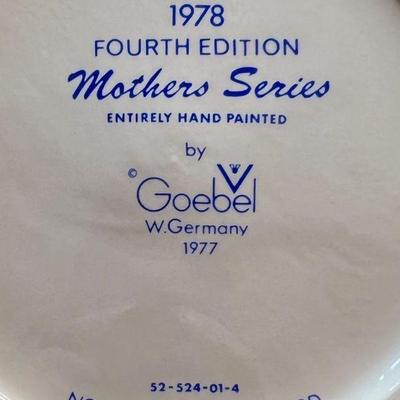 1978
FOURTH EDITION
Mothers Series
ENTIRELY HAND PAINTED
by
© Goebel
W.Germany
1977
52-524-01-4